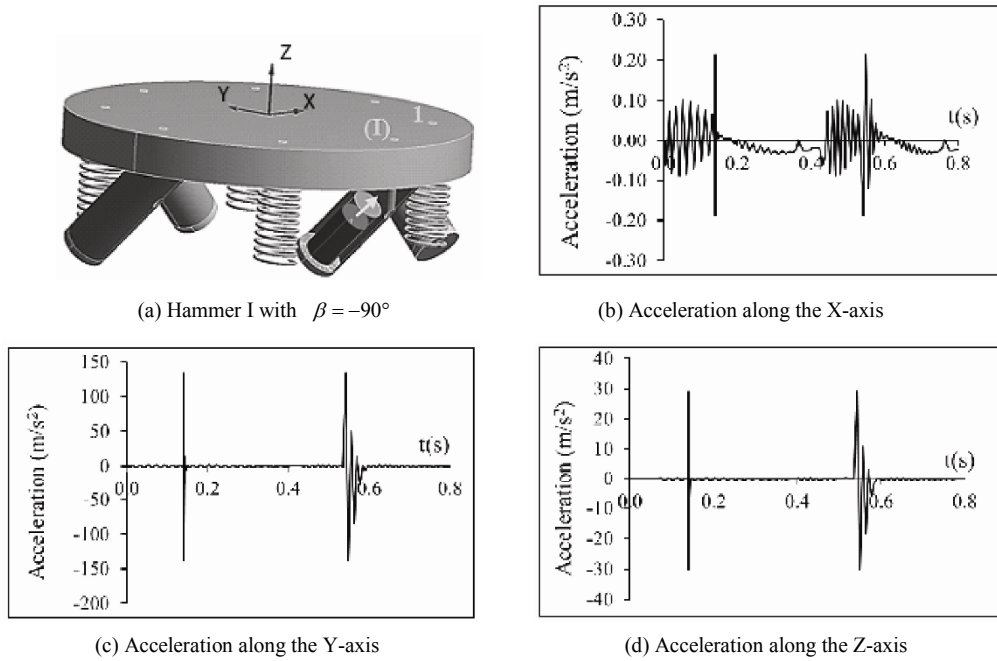 Z
Y
X
1
(I)
(a) Hammer I with β = −90°
Acceleration (m/s²)
0.30
0.20
0.10
0.00
-0.10
-0.20
-0.30
0.0
0.2
0.4
0.6
0.8
t(s)
(b) Acceleration along the X-axis
Acceleration (m/s²)
150
100
50
0
-50
-100
-150
-200
0.0
0.2
0.4
0.6
0.8
t(s)
(c) Acceleration along the Y-axis
Acceleration (m/s²)
40
30
20
10
0
-10
-20
-30
-40
0.0
0.2
0.4
0.6
0.8
t(s)
(d) Acceleration along the Z-axis